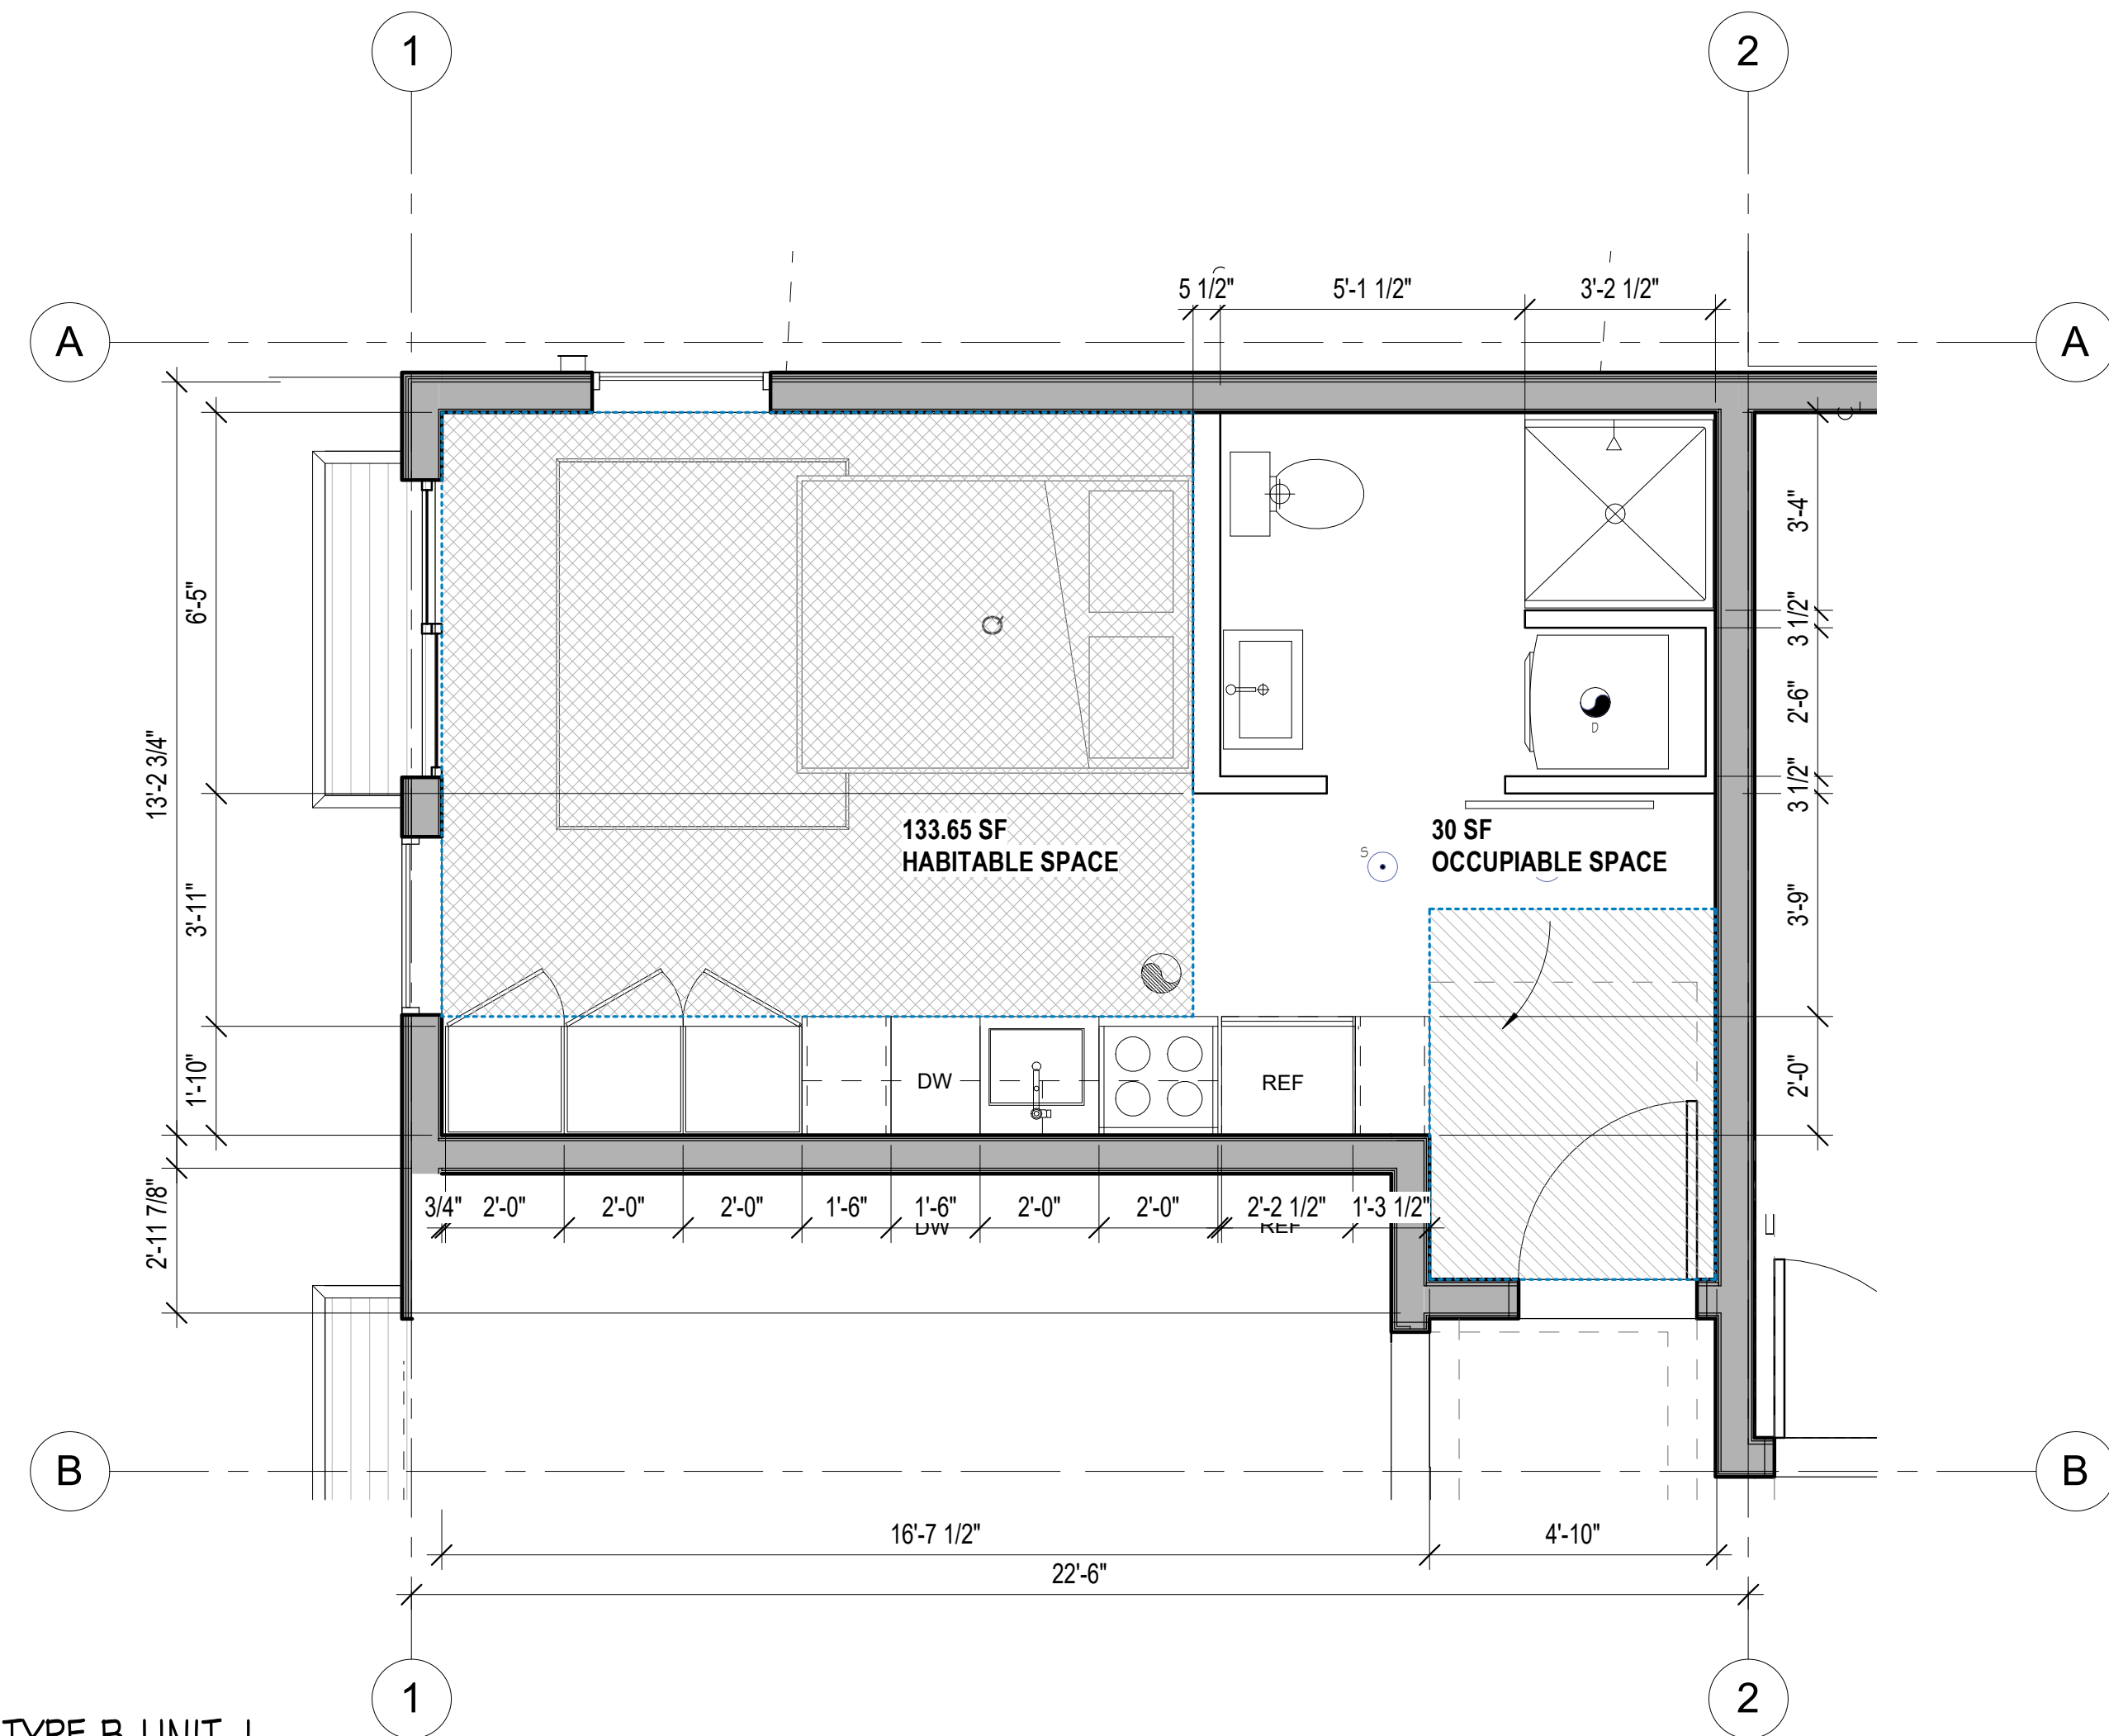 1
2
5 1/2"
5'-1 1/2"
3'-2 1/2"
A
A
3'-4"
6'-5"
3 1/2"
Q
2'-6"
D
13'-2 3/4"
3 1/2"
133.65 SF
HABITABLE SPACE
30 SF
OCCUPIABLE SPACE
S
3'-11"
3'-9"
1'-10"
DW
REF
2'-0"
2'-11 7/8"
3/4"
2'-0"
2'-0"
2'-0"
1'-6"
1'-6"
2'-0"
2'-0"
2'-2 1/2"
1'-3 1/2"
DW
REF
B
B
16'-7 1/2"
4'-10"
22'-6"
1
2
TYPE B UNIT